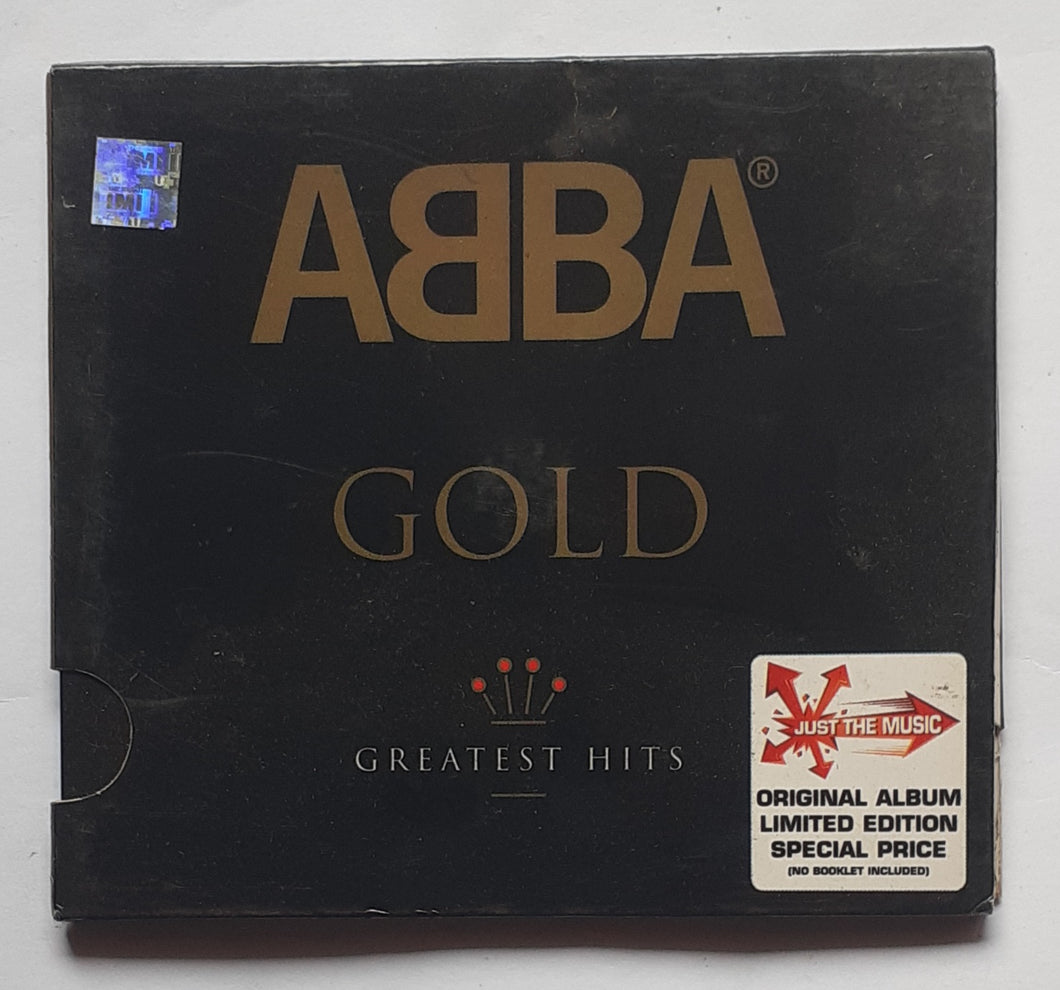 ABBA®
GOLD
GREATEST HITS
JUST THE MUSIC
ORIGINAL ALBUM
LIMITED EDITION
SPECIAL PRICE
(NO BOOKLET INCLUDED)